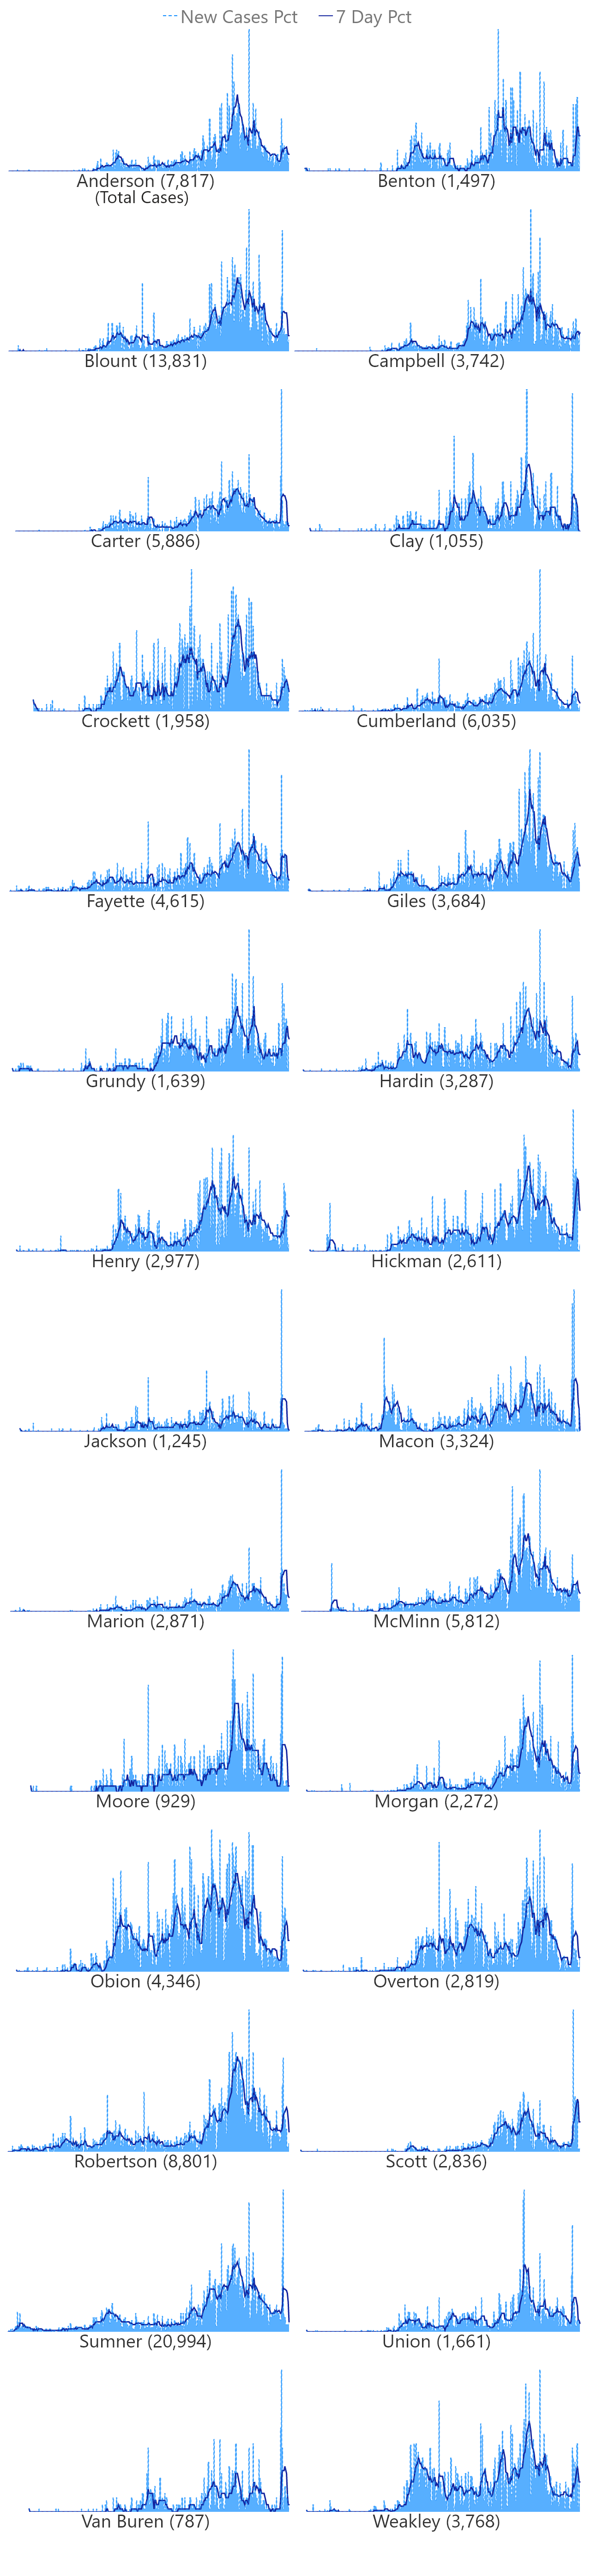 New Cases Pct 7 Day Pct
Anderson (7,817) Benton (1,497)
(Total Cases)
Blount (13,831) Campbell (3,742)
Carter (5,886) Clay (1,055)
Crockett (1,958) Cumberland (6,035)
Fayette (4,615) Giles (3,684)
Grundy (1,639) Hardin (3,287)
Henry (2,977) Hickman (2,611)
Jackson (1,245) Macon (3,324)
Marion (2,871) McMinn (5,812)
Moore (929) Morgan (2,272)
Obion (4,346) Overton (2,819)
Robertson (8,801) Scott (2,836)
Sumner (20,994) Union (1,661)
Van Buren (787) Weakley (3,768)